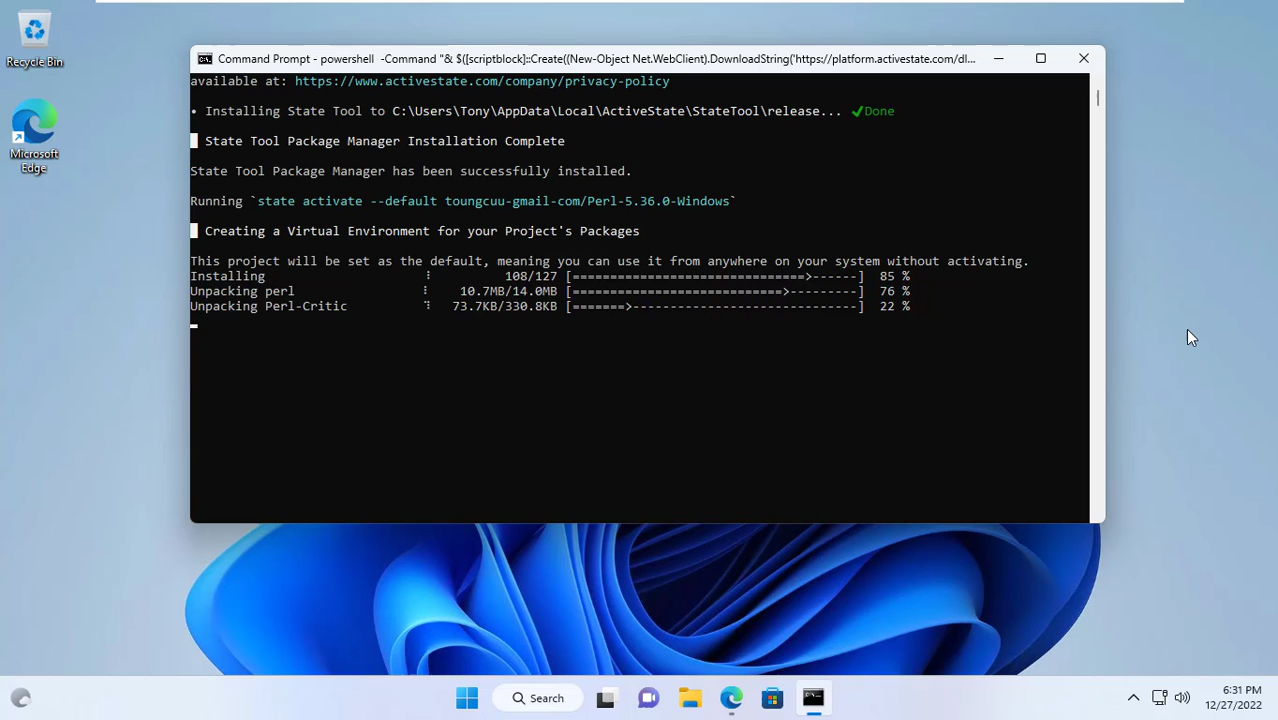 Recycle Bin
Microsoft
Edge
Command Prompt - powershell -Command "& $([scriptblock]::Create((New-Object Net.WebClient).DownloadString('https://platform.activestate.com/dl...
available at: https://www.activestate.com/company/privacy-policy
• Installing State Tool to C:\Users\Tony\AppData\Local\ActiveState\StateTool\release... ✔Done
█ State Tool Package Manager Installation Complete
State Tool Package Manager has been successfully installed.
Running `state activate --default toungcuu-gmail-com/Perl-5.36.0-Windows`
█ Creating a Virtual Environment for your Project's Packages
This project will be set as the default, meaning you can use it from anywhere on your system without activating.
Installing ⠸ 108/127 [===============================>------] 85 %
Unpacking perl ⠸ 10.7MB/14.0MB [============================>---------] 76 %
Unpacking Perl-Critic ⠹ 73.7KB/330.8KB [=======>------------------------------] 22 %
Search
6:31 PM
12/27/2022